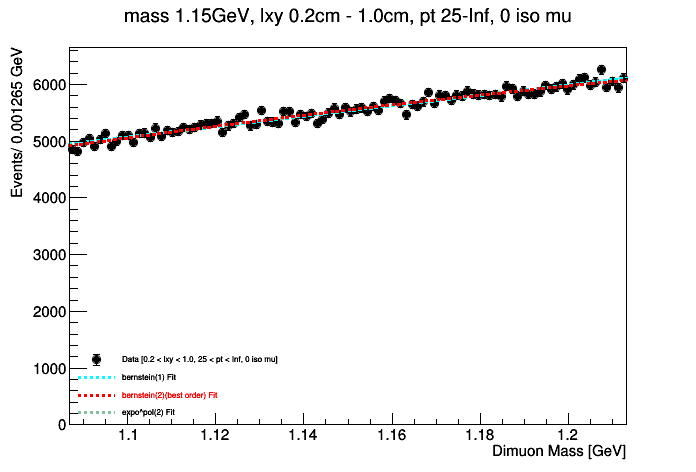 mass 1.15GeV, lxy 0.2cm - 1.0cm, pt 25-Inf, 0 iso mu
Events/ 0.001265 GeV
6000
5000
4000
3000
2000
1000
0
Data [0.2 < lxy < 1.0, 25 < pt < Inf, 0 iso mu]
bernstein(1) Fit
bernstein(2)(best order) Fit
expo*pol(2) Fit
1.1
1.12
1.14
1.16
1.18
1.2
Dimuon Mass [GeV]